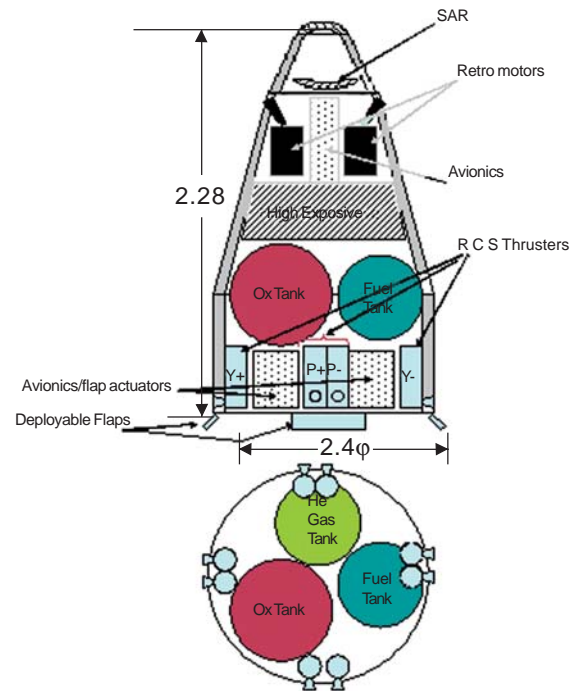 SAR
Retro motors
Avionics
2.28
High Exposive
R C S Thrusters
Ox Tank
Fuel
Tank
Y+
P+P-
Y-
Avionics/flap actuators
Deployable Flaps
2.4φ
He
Gas
Tank
Fuel
Tank
Ox Tank